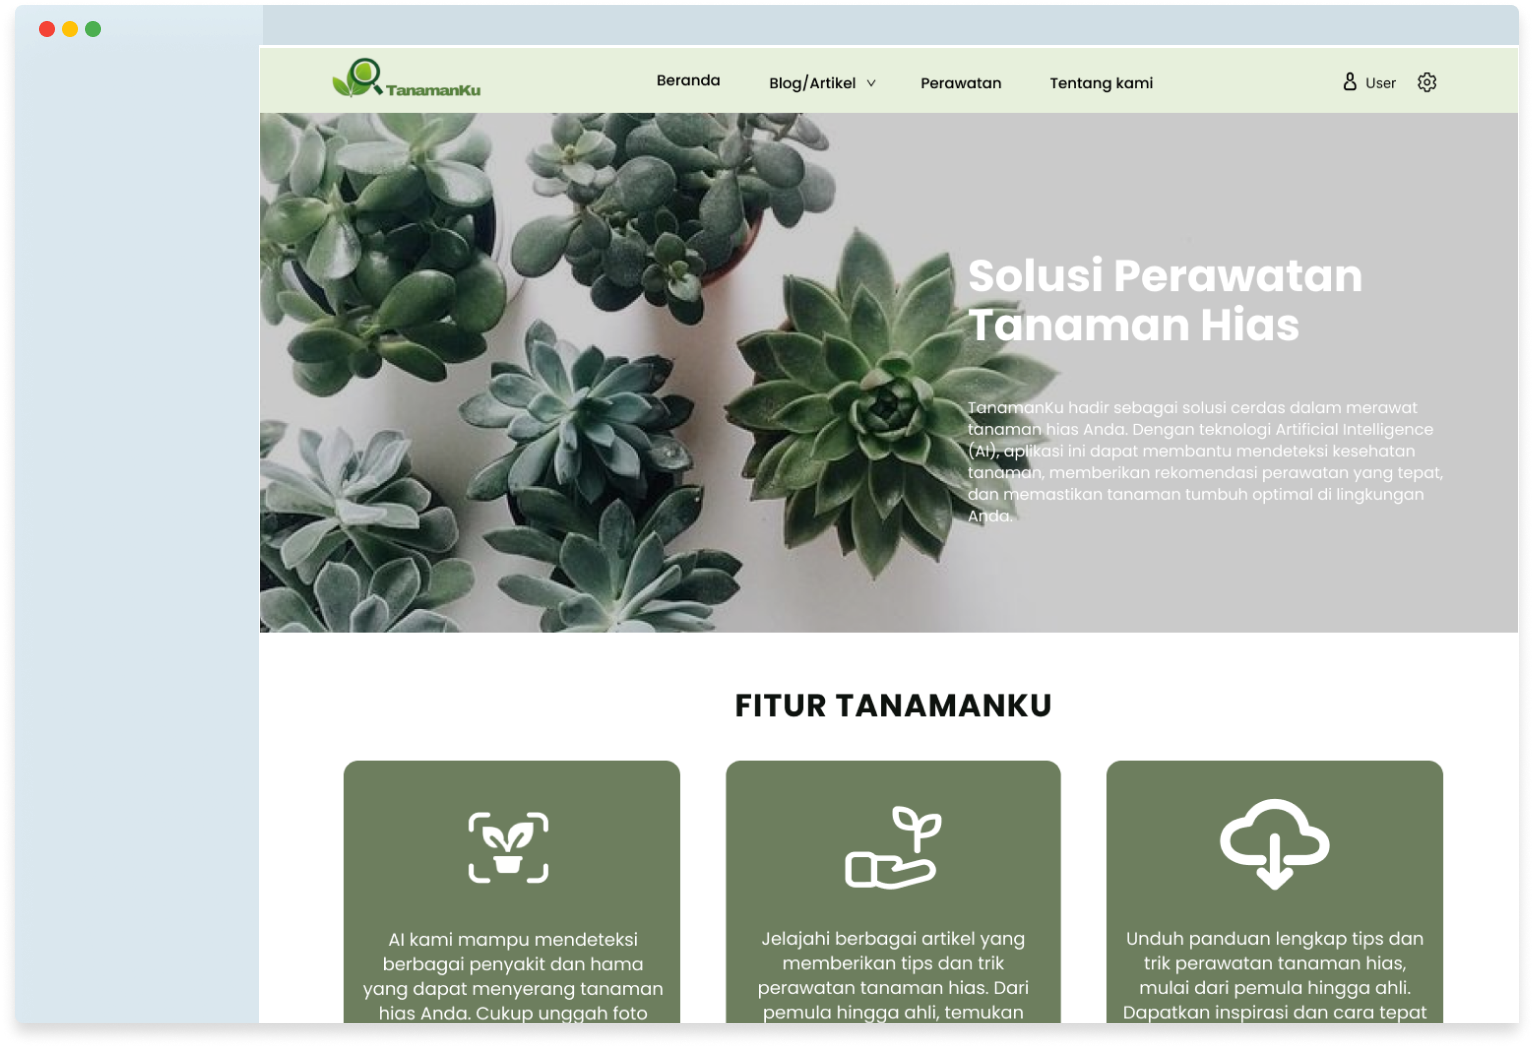 TanamanKu
Beranda
Blog/Artikel
Perawatan
Tentang kami
User
Solusi Perawatan
Tanaman Hias
TanamanKu hadir sebagai solusi cerdas dalam merawat
tanaman hias Anda. Dengan teknologi Artificial Intelligence
(AI), aplikasi ini dapat membantu mendeteksi kesehatan
tanaman, memberikan rekomendasi perawatan yang tepat,
dan memastikan tanaman tumbuh optimal di lingkungan
Anda.
FITUR TANAMANKU
AI kami mampu mendeteksi
berbagai penyakit dan hama
yang dapat menyerang tanaman
hias Anda. Cukup unggah foto
Jelajahi berbagai artikel yang
memberikan tips dan trik
perawatan tanaman hias. Dari
pemula hingga ahli, temukan
Unduh panduan lengkap tips dan
trik perawatan tanaman hias,
mulai dari pemula hingga ahli.
Dapatkan inspirasi dan cara tepat